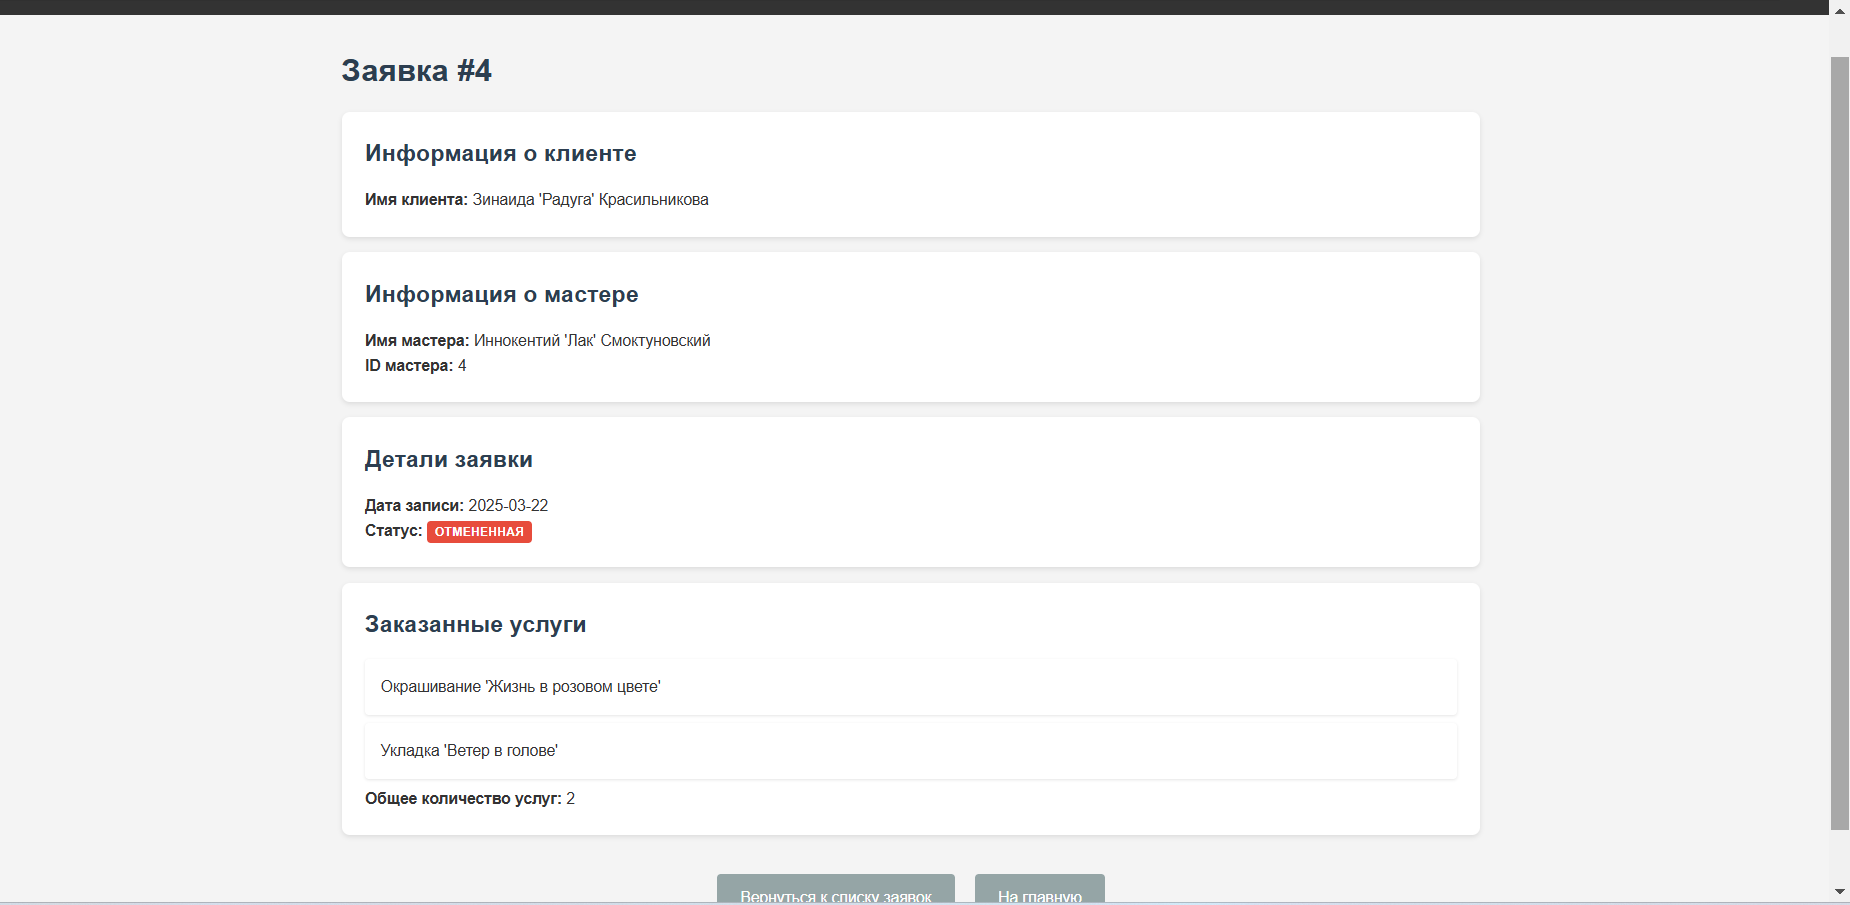 Заявка #4
Информация о клиенте
Имя клиента: Зинаида 'Радуга' Красильникова
Информация о мастере
Имя мастера: Иннокентий 'Лак' Смоктуновский
ID мастера: 4
Детали заявки
Дата записи: 2025-03-22
Статус: ОТМЕНЕННАЯ
Заказанные услуги
Окрашивание 'Жизнь в розовом цвете'
Укладка 'Ветер в голове'
Общее количество услуг: 2
Вернуться к списку заявок На главную